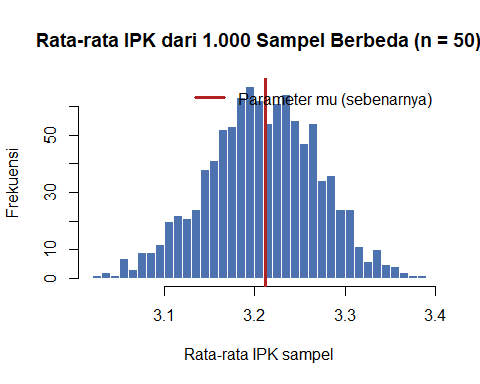 Rata-rata IPK dari 1.000 Sampel Berbeda (n = 50)
Parameter mu (sebenarnya)
Frekuensi
50
30
10
0
3.1 3.2 3.3 3.4
Rata-rata IPK sampel